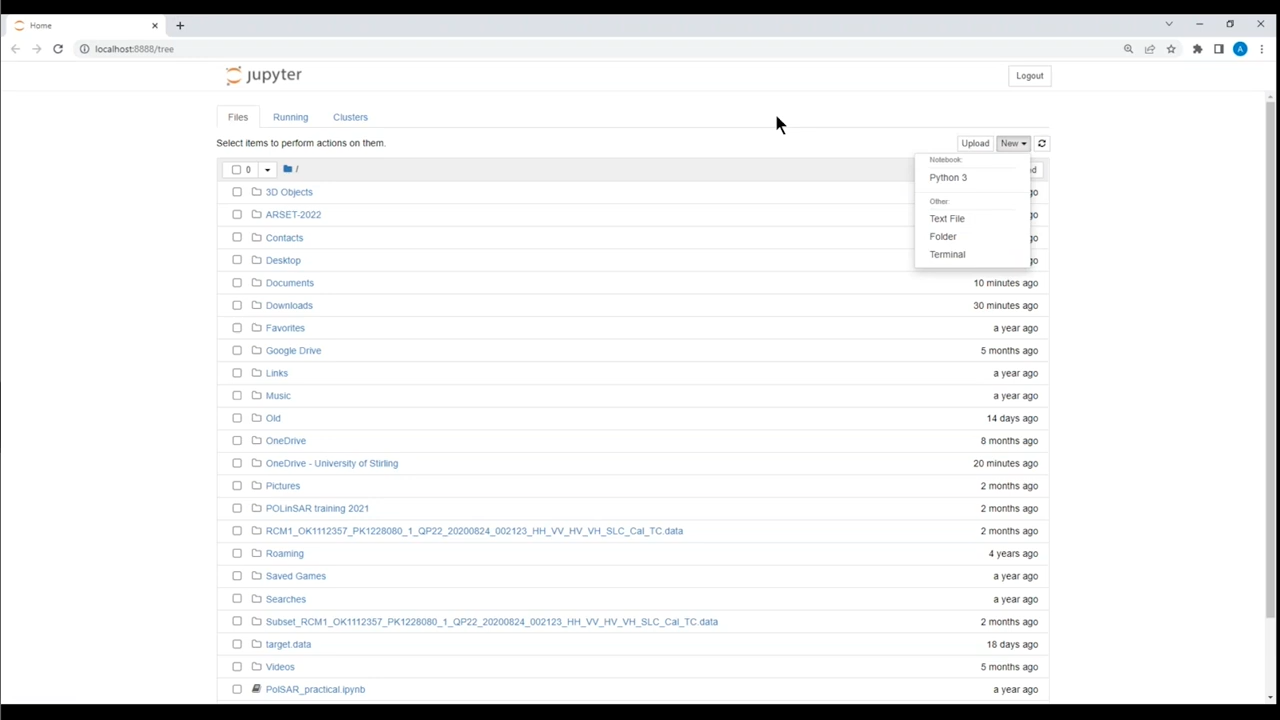 Home
localhost:8888/tree
A
jupyter
Logout
Files Running Clusters
Select items to perform actions on them.
Upload New
0 /
Notebook:
Python 3
Other:
Text File
Folder
Terminal
3D Objects
ARSET-2022
Contacts
Desktop
Documents 10 minutes ago
Downloads 30 minutes ago
Favorites a year ago
Google Drive 5 months ago
Links a year ago
Music a year ago
Old 14 days ago
OneDrive 8 months ago
OneDrive - University of Stirling 20 minutes ago
Pictures 2 months ago
POLinSAR training 2021 2 months ago
RCM1_OK1112357_PK1228080_1_QP22_20200824_002123_HH_VV_HV_VH_SLC_Cal_TC.data 2 months ago
Roaming 4 years ago
Saved Games a year ago
Searches a year ago
Subset_RCM1_OK1112357_PK1228080_1_QP22_20200824_002123_HH_VV_HV_VH_SLC_Cal_TC.data 2 months ago
target.data 18 days ago
Videos 5 months ago
PolSAR_practical.ipynb a year ago